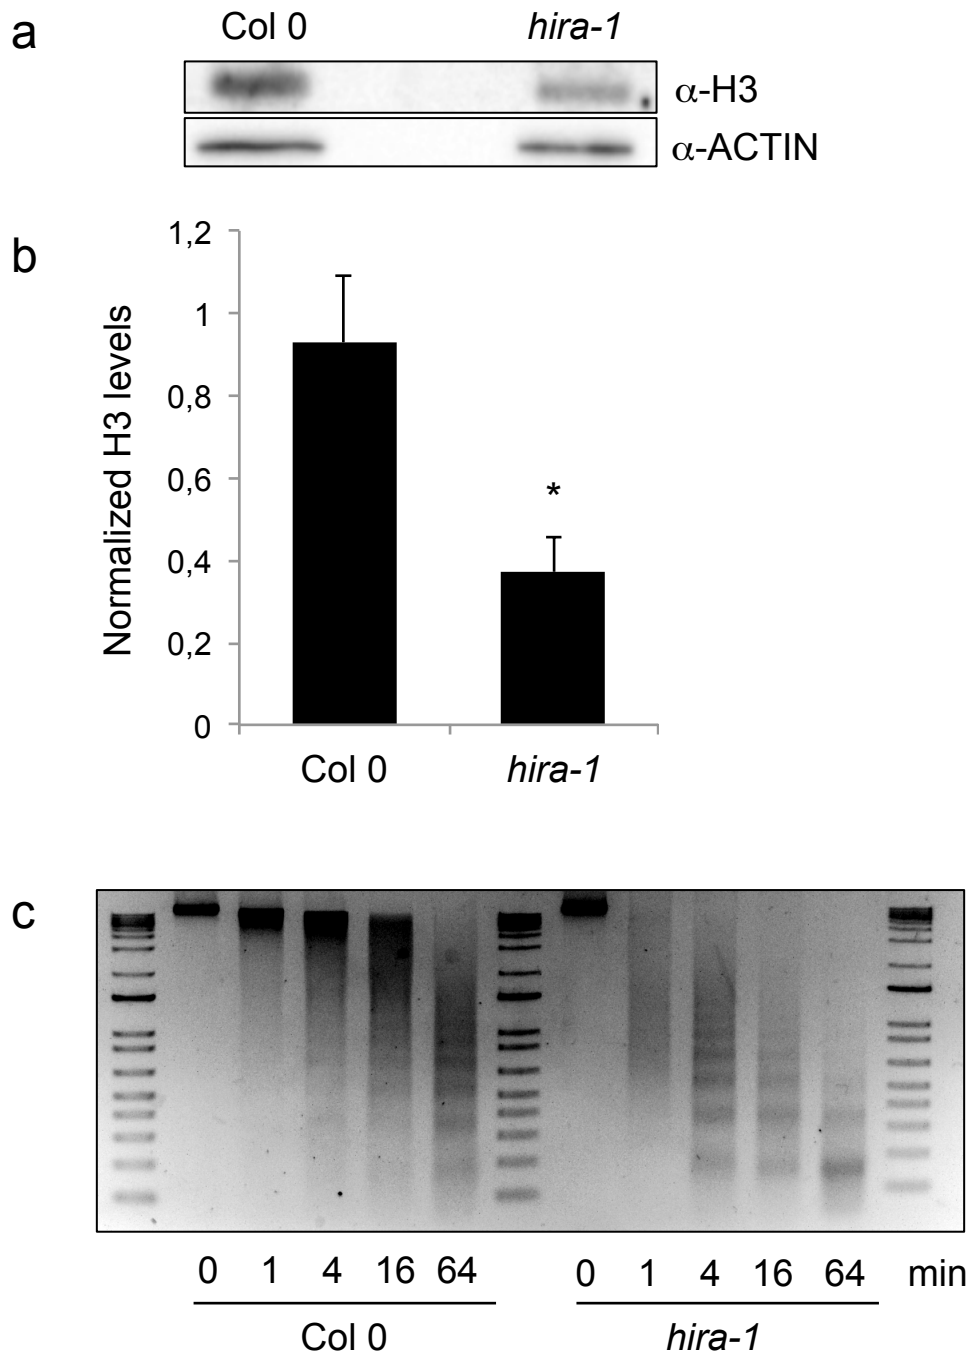 a
Col 0 hira-1
α-H3
α-ACTIN
b
Normalized H3 levels
1,2
1
0,8
0,6
0,4
0,2
0
*
Col 0 hira-1
c
0 1 4 16 64 0 1 4 16 64 min
Col 0 hira-1